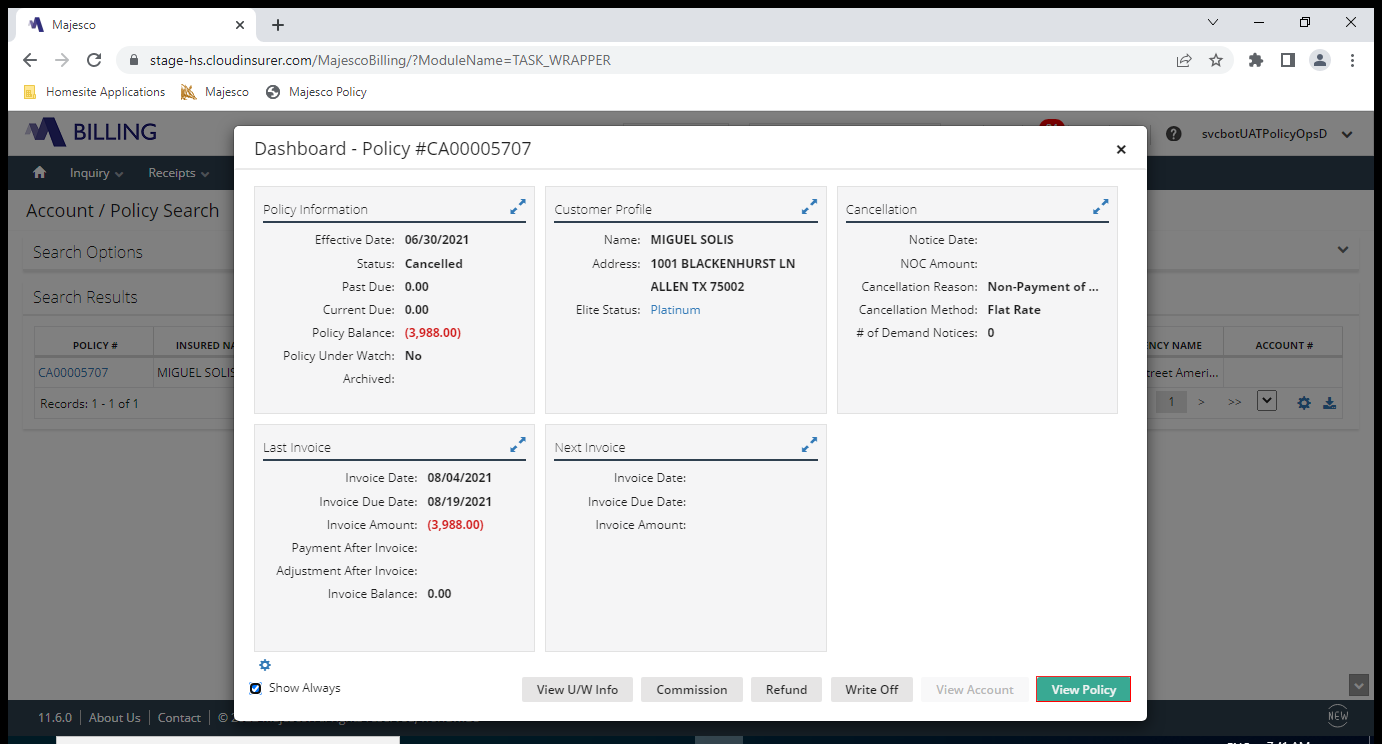 Majesco
stage-hs.cloudinsurer.com/MajescoBilling/?ModuleName=TASK_WRAPPER
Homesite Applications Majesco Majesco Policy
BILLING
svcbotUATPolicyOpsD
Inquiry Receipts
Account / Policy Search
Search Options
Search Results
POLICY # INSURED NA
NCY NAME ACCOUNT #
CA00005707 MIGUEL SOLIS
treet Ameri...
Records: 1 - 1 of 1
1 > >>
Dashboard - Policy #CA00005707
Policy Information
Effective Date: 06/30/2021
Status: Cancelled
Past Due: 0.00
Current Due: 0.00
Policy Balance: (3,988.00)
Policy Under Watch: No
Archived:
Customer Profile
Name: MIGUEL SOLIS
Address: 1001 BLACKENHURST LN
ALLEN TX 75002
Elite Status: Platinum
Cancellation
Notice Date:
NOC Amount:
Cancellation Reason: Non-Payment of ...
Cancellation Method: Flat Rate
# of Demand Notices: 0
Last Invoice
Invoice Date: 08/04/2021
Invoice Due Date: 08/19/2021
Invoice Amount: (3,988.00)
Payment After Invoice:
Adjustment After Invoice:
Invoice Balance: 0.00
Next Invoice
Invoice Date:
Invoice Due Date:
Invoice Amount:
Show Always
View U/W Info Commission Refund Write Off View Account View Policy
11.6.0 About Us Contact ©
NEW